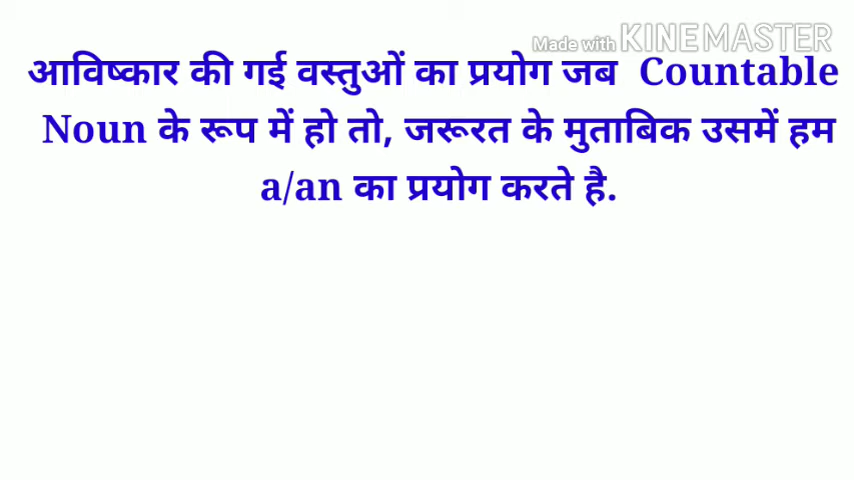 Made with KINEMASTER
आविष्कार की गई वस्तुओं का प्रयोग जब Countable
Noun के रूप में हो तो, जरूरत के मुताबिक उसमें हम
a/an का प्रयोग करते है.